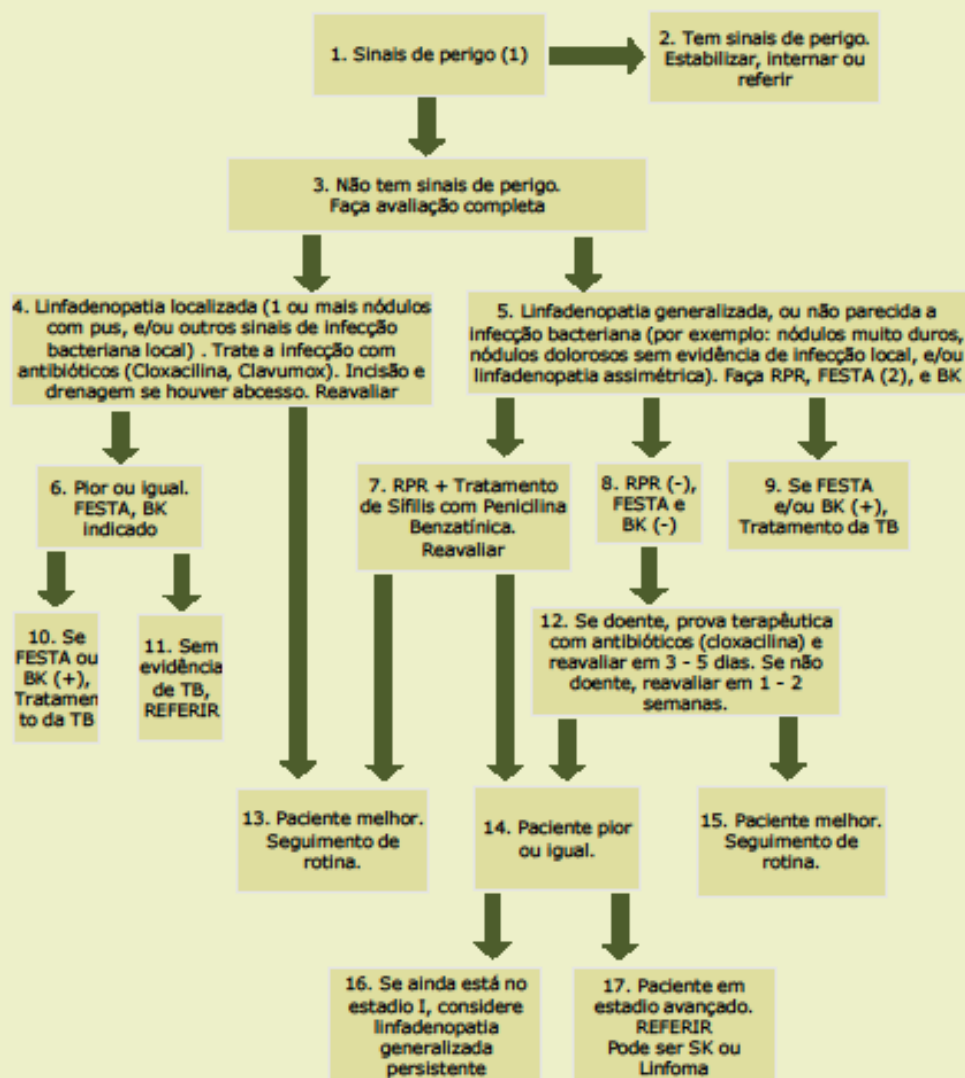 1. Sinais de perigo (1)
2. Tem sinais de perigo.
Estabilizar, internar ou
referir
3. Não tem sinais de perigo.
Faça avaliação completa
4. Linfadenopatia localizada (1 ou mais nódulos
com pus, e/ou outros sinais de infecção
bacteriana local) . Trate a infecção com
antibióticos (Cloxacilina, Clavumox). Incisão e
drenagem se houver abcesso. Reavaliar
5. Linfadenopatia generalizada, ou não parecida a
infecção bacteriana (por exemplo: nódulos muito duros,
nódulos dolorosos sem evidência de infecção local, e/ou
linfadenopatia assimétrica). Faça RPR, FESTA (2), e BK
6. Pior ou igual.
FESTA, BK
indicado
7. RPR + Tratamento
de Sífilis com Penicilina
Benzatínica.
Reavaliar
8. RPR (-),
FESTA e
BK (-)
9. Se FESTA
e/ou BK (+),
Tratamento da TB
10. Se
FESTA ou
BK (+),
Tratamen
to da TB
11. Sem
evidência
de TB,
REFERIR
12. Se doente, prova terapêutica
com antibióticos (cloxacilina) e
reavaliar em 3 - 5 dias. Se não
doente, reavaliar em 1 - 2
semanas.
13. Paciente melhor.
Seguimento de
rotina.
14. Paciente pior
ou igual.
15. Paciente melhor.
Seguimento de
rotina.
16. Se ainda está no
estadio I, considere
linfadenopatia
generalizada
persistente
17. Paciente em
estadio avançado.
REFERIR
Pode ser SK ou
Linfoma